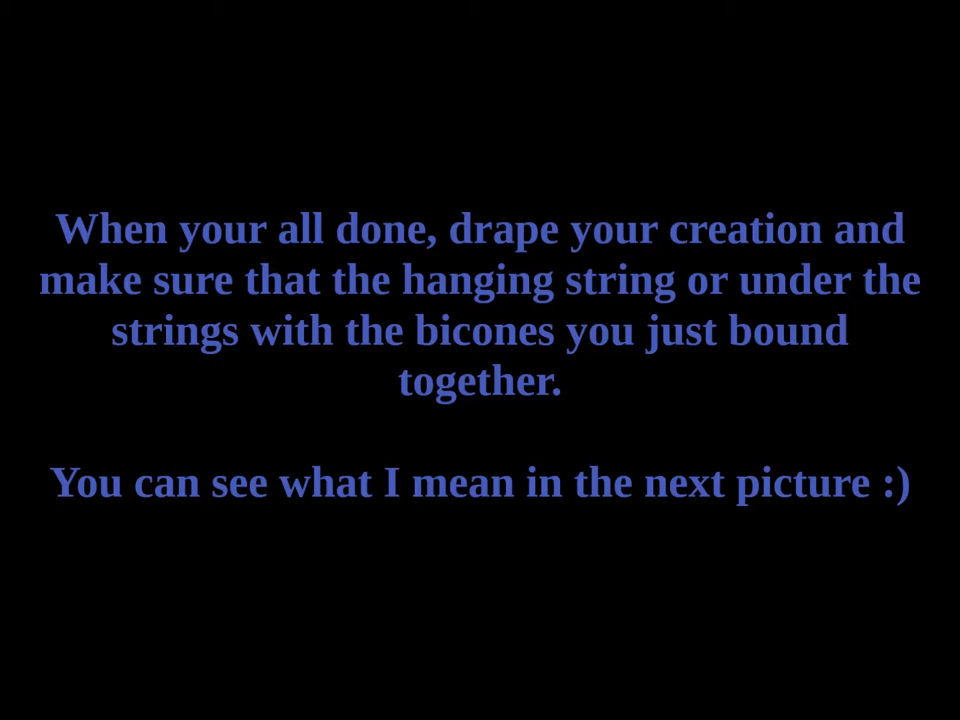 When your all done, drape your creation and
make sure that the hanging string or under the
strings with the bicones you just bound
together.
You can see what I mean in the next picture :)